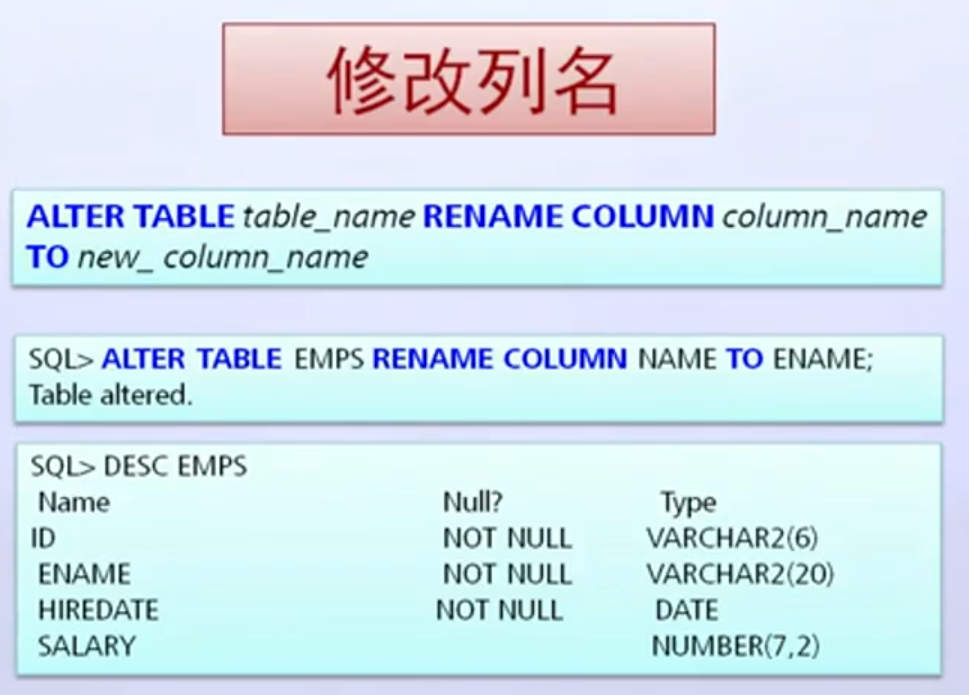 修改列名
ALTER TABLE table_name RENAME COLUMN column_name
TO new_ column_name
SQL> ALTER TABLE EMPS RENAME COLUMN NAME TO ENAME;
Table altered.
SQL> DESC EMPS
Name Null? Type
ID NOT NULL VARCHAR2(6)
ENAME NOT NULL VARCHAR2(20)
HIREDATE NOT NULL DATE
SALARY NUMBER(7,2)